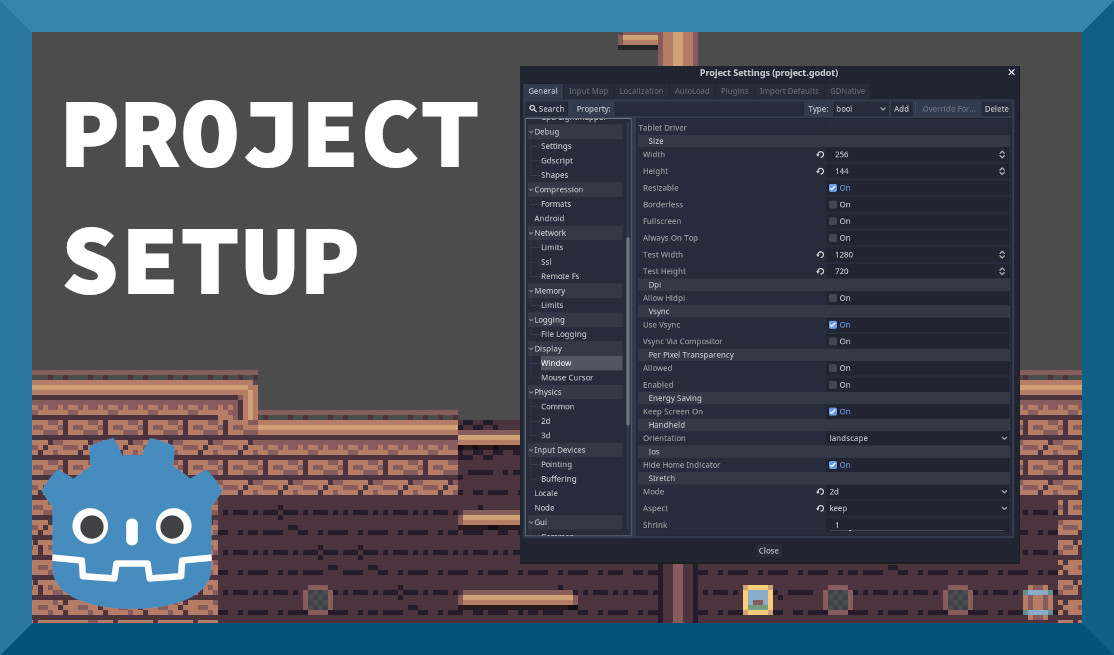 PROJECT
SETUP
Project Settings (project.godot)
General Input Map Localization AutoLoad Plugins Import Defaults GDNative
Search Property: Type: bool Add Override For... Delete
Debug
Settings
Gdscript
Shapes
Compression
Formats
Android
Network
Limits
Ssl
Remote Fs
Memory
Limits
Logging
File Logging
Display
Window
Mouse Cursor
Physics
Common
2d
3d
Input Devices
Pointing
Buffering
Locale
Node
Gui
Tablet Driver
Size
Width 256
Height 144
Resizable On
Borderless On
Fullscreen On
Always On Top On
Test Width 1280
Test Height 720
Dpi
Allow Hidpi On
Vsync
Use Vsync On
Vsync Via Compositor On
Per Pixel Transparency
Allowed On
Enabled On
Energy Saving
Keep Screen On On
Handheld
Orientation landscape
Ios
Hide Home Indicator On
Stretch
Mode 2d
Aspect keep
Shrink 1
Close